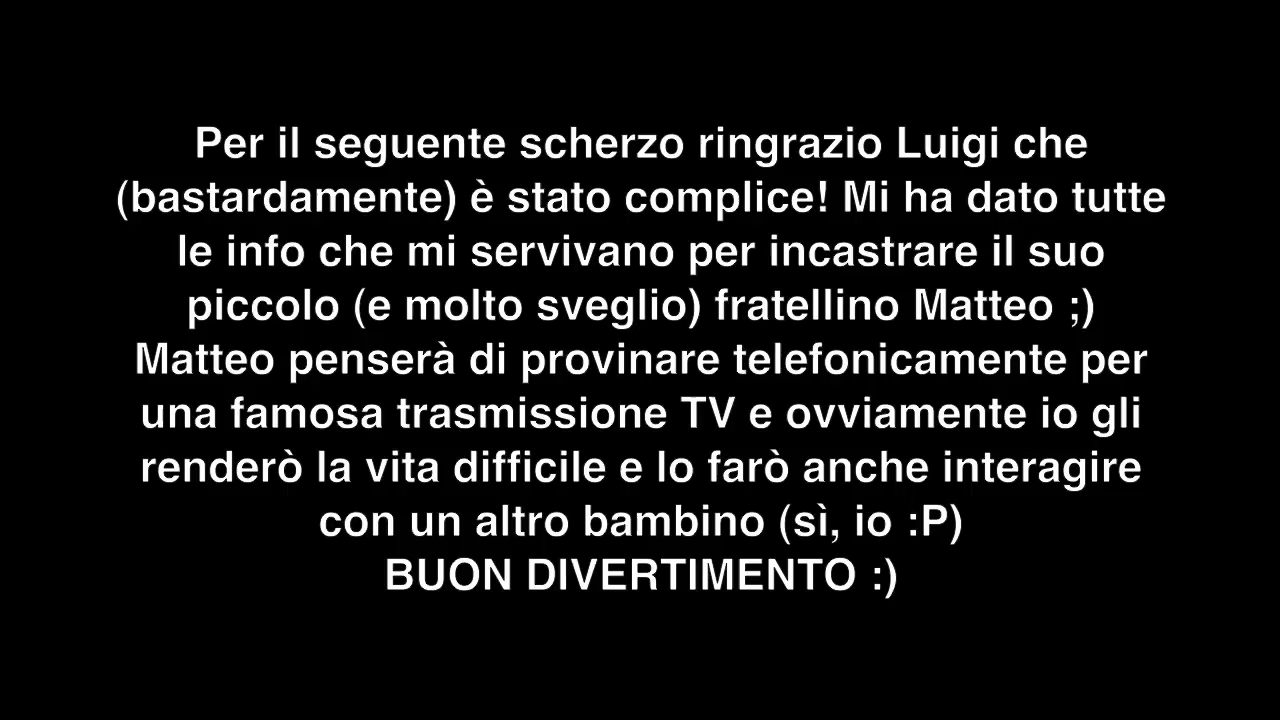 Per il seguente scherzo ringrazio Luigi che
(bastardamente) è stato complice! Mi ha dato tutte
le info che mi servivano per incastrare il suo
piccolo (e molto sveglio) fratellino Matteo ;)
Matteo penserà di provinare telefonicamente per
una famosa trasmissione TV e ovviamente io gli
renderò la vita difficile e lo farò anche interagire
con un altro bambino (sì, io :P)
BUON DIVERTIMENTO :)